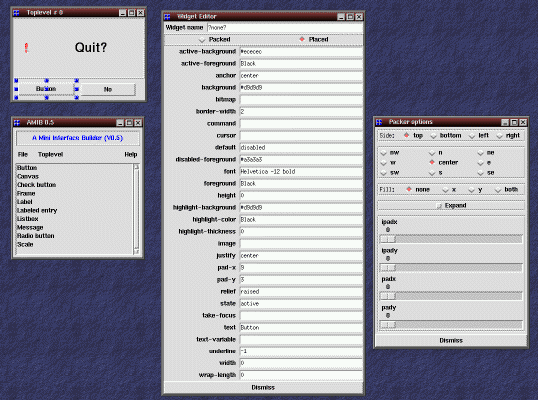 Toplevel # 0
Quit?
Button
No
AMIB 0.5
A Mini Interface Builder (V0.5)
File Toplevel Help
Button
Canvas
Check button
Frame
Label
Labeled entry
Listbox
Message
Radio button
Scale
Widget Editor
Widget name ?none?
Packed Placed
active-background #ececec
active-foreground Black
anchor center
background #d9d9d9
bitmap
border-width 2
command
cursor
default disabled
disabled-foreground #a3a3a3
font Helvetica -12 bold
foreground Black
height 0
highlight-background #d9d9d9
highlight-color Black
highlight-thickness 0
image
justify center
pad-x 9
pad-y 3
relief raised
state active
take-focus
text Button
text-variable
underline -1
width 0
wrap-length 0
Dismiss
Packer options
Side: top bottom left right
nw n ne
w center e
sw s se
Fill: none x y both
Expand
ipadx
0
ipady
0
padx
0
pady
0
Dismiss